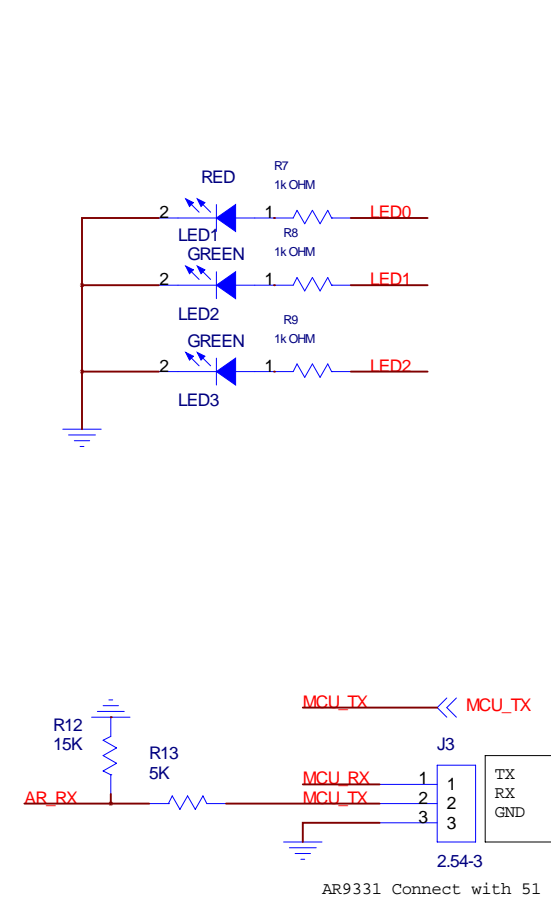 R7
RED
1k OHM
2
1
LED0
LED1
R8
GREEN
1k OHM
2
1
LED1
LED2
R9
GREEN
1k OHM
2
1
LED2
LED3
MCU_TX
MCU_TX
R12
15K
R13
5K
J3
AR_RX
MCU_RX
1
1
TX
MCU_TX
2
2
RX
3
3
GND
2.54-3
AR9331 Connect with 51